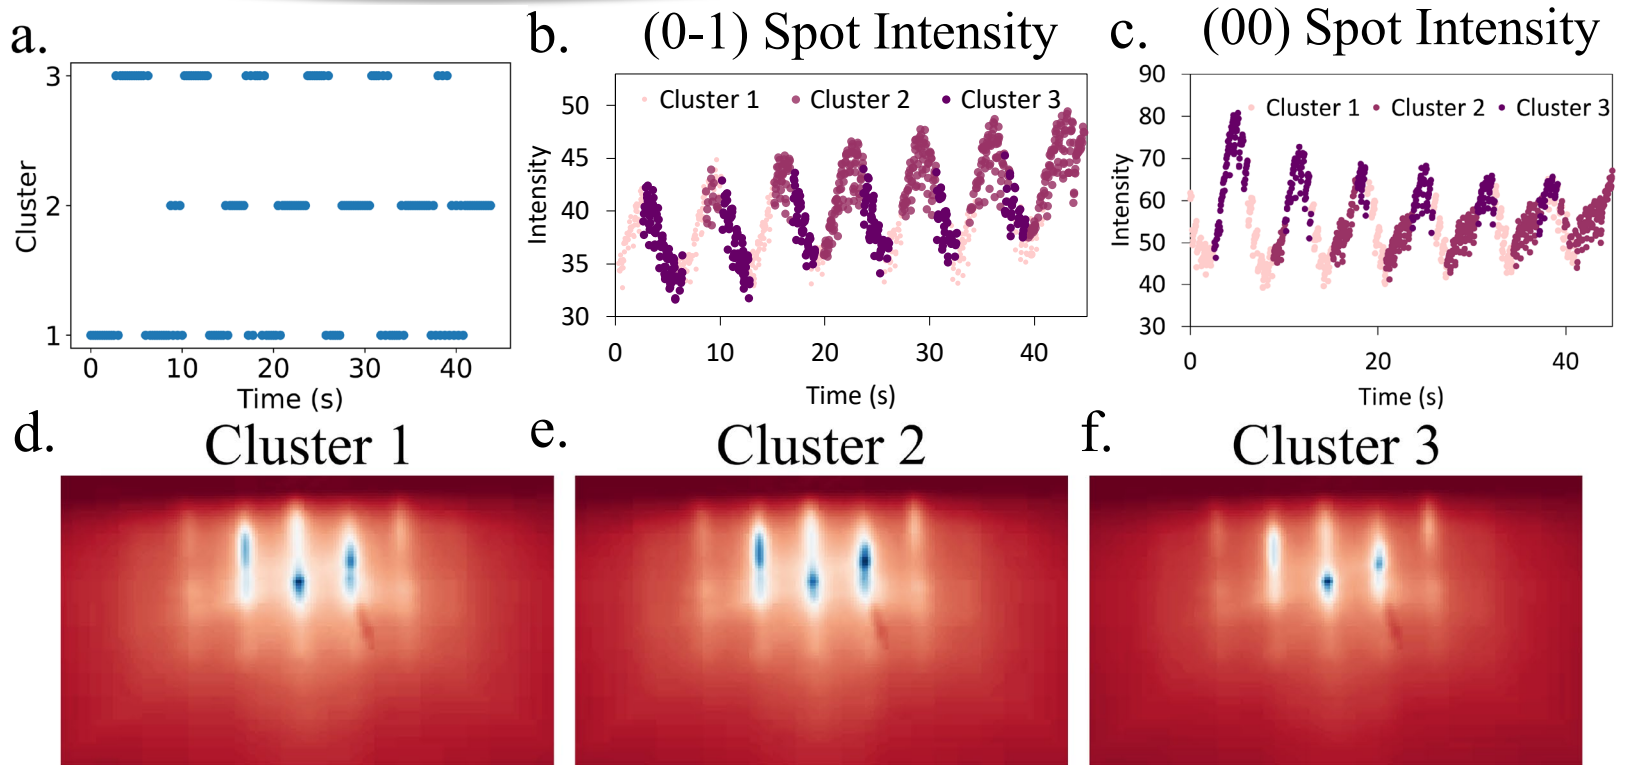 a.
3
2
1
Cluster
0 10 20 30 40
Time (s)
b. (0-1) Spot Intensity
Cluster 1 Cluster 2 Cluster 3
50
45
40
35
30
Intensity
0 10 20 30 40
Time (s)
c. (00) Spot Intensity
Cluster 1 Cluster 2 Cluster 3
90
80
70
60
50
40
30
Intensity
0 20 40
Time (s)
d. Cluster 1
e. Cluster 2
f. Cluster 3